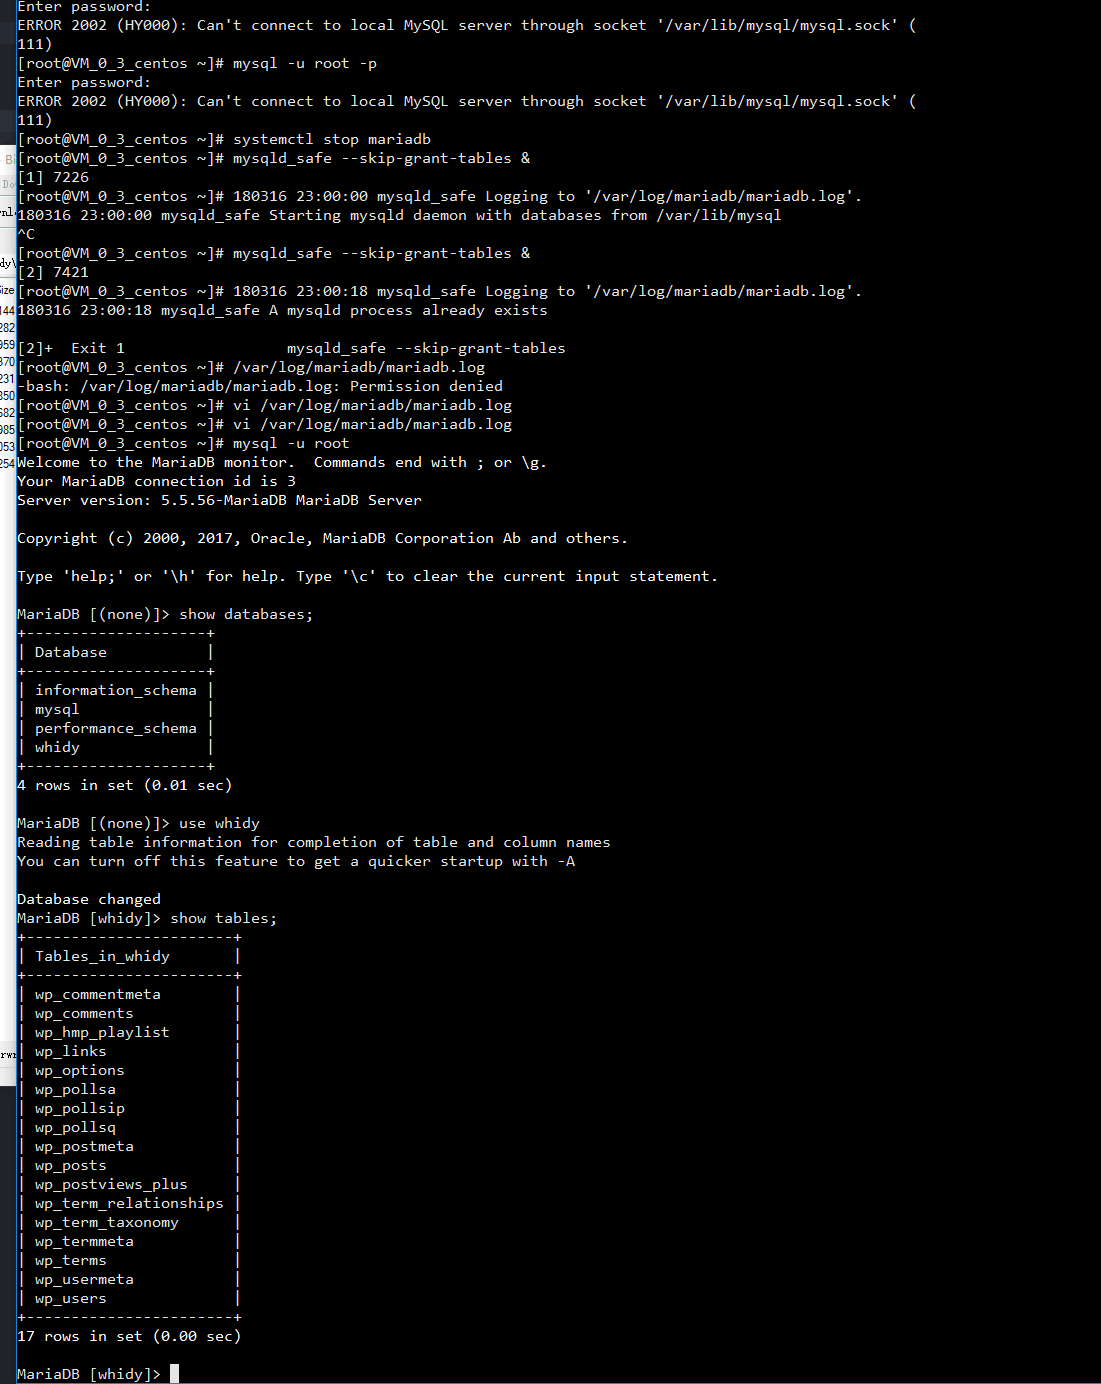 Enter password:
ERROR 2002 (HY000): Can't connect to local MySQL server through socket '/var/lib/mysql/mysql.sock' (
111)
[root@VM_0_3_centos ~]# mysql -u root -p
Enter password:
ERROR 2002 (HY000): Can't connect to local MySQL server through socket '/var/lib/mysql/mysql.sock' (
111)
[root@VM_0_3_centos ~]# systemctl stop mariadb
[root@VM_0_3_centos ~]# mysqld_safe --skip-grant-tables &
[1] 7226
[root@VM_0_3_centos ~]# 180316 23:00:00 mysqld_safe Logging to '/var/log/mariadb/mariadb.log'.
180316 23:00:00 mysqld_safe Starting mysqld daemon with databases from /var/lib/mysql
^C
[root@VM_0_3_centos ~]# mysqld_safe --skip-grant-tables &
[2] 7421
[root@VM_0_3_centos ~]# 180316 23:00:18 mysqld_safe Logging to '/var/log/mariadb/mariadb.log'.
180316 23:00:18 mysqld_safe A mysqld process already exists
[2]+  Exit 1                  mysqld_safe --skip-grant-tables
[root@VM_0_3_centos ~]# /var/log/mariadb/mariadb.log
-bash: /var/log/mariadb/mariadb.log: Permission denied
[root@VM_0_3_centos ~]# vi /var/log/mariadb/mariadb.log
[root@VM_0_3_centos ~]# vi /var/log/mariadb/mariadb.log
[root@VM_0_3_centos ~]# mysql -u root
Welcome to the MariaDB monitor.  Commands end with ; or \g.
Your MariaDB connection id is 3
Server version: 5.5.56-MariaDB MariaDB Server
Copyright (c) 2000, 2017, Oracle, MariaDB Corporation Ab and others.
Type 'help;' or '\h' for help. Type '\c' to clear the current input statement.
MariaDB [(none)]> show databases;
+--------------------+
| Database           |
+--------------------+
| information_schema |
| mysql              |
| performance_schema |
| whidy              |
+--------------------+
4 rows in set (0.01 sec)
MariaDB [(none)]> use whidy
Reading table information for completion of table and column names
You can turn off this feature to get a quicker startup with -A
Database changed
MariaDB [whidy]> show tables;
+-----------------------+
| Tables_in_whidy       |
+-----------------------+
| wp_commentmeta        |
| wp_comments           |
| wp_hmp_playlist       |
| wp_links              |
| wp_options            |
| wp_pollsa             |
| wp_pollsip            |
| wp_pollsq             |
| wp_postmeta           |
| wp_posts              |
| wp_postviews_plus     |
| wp_term_relationships |
| wp_term_taxonomy      |
| wp_termmeta           |
| wp_terms              |
| wp_usermeta           |
| wp_users              |
+-----------------------+
17 rows in set (0.00 sec)
MariaDB [whidy]>